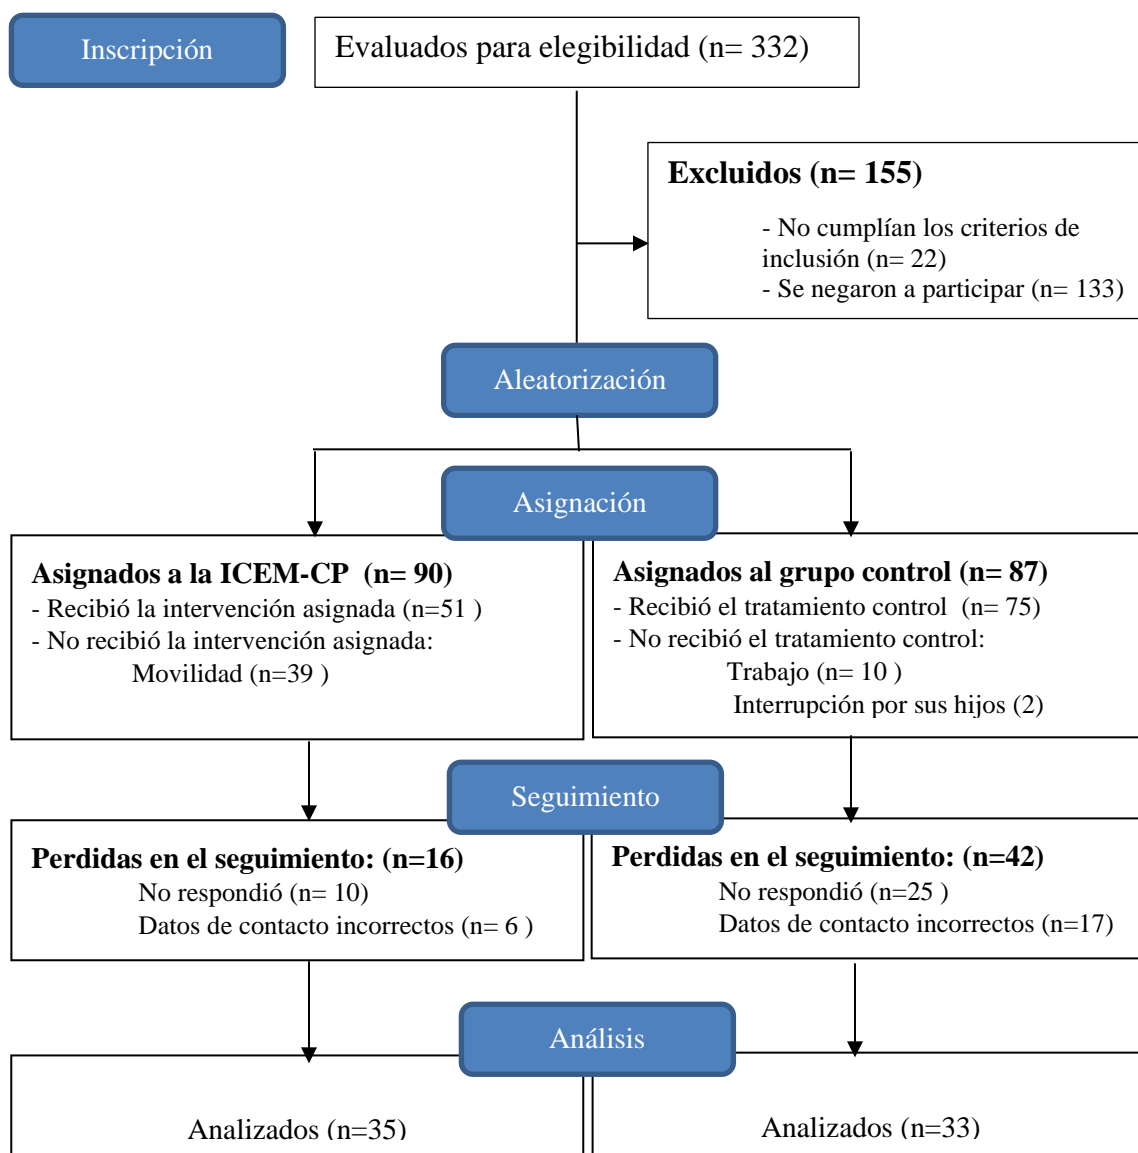 Inscripción
Evaluados para elegibilidad (n= 332)
Excluidos (n= 155)
- No cumplían los criterios de
inclusión (n= 22)
- Se negaron a participar (n= 133)
Aleatorización
Asignación
Asignados a la ICEM-CP (n= 90)
- Recibió la intervención asignada (n=51 )
- No recibió la intervención asignada:
Movilidad (n=39 )
Asignados al grupo control (n= 87)
- Recibió el tratamiento control (n= 75)
- No recibió el tratamiento control:
Trabajo (n= 10 )
Interrupción por sus hijos (2)
Seguimiento
Perdidas en el seguimiento: (n=16)
No respondió (n= 10)
Datos de contacto incorrectos (n= 6 )
Perdidas en el seguimiento: (n=42)
No respondió (n=25 )
Datos de contacto incorrectos (n=17)
Análisis
Analizados (n=35)
Analizados (n=33)